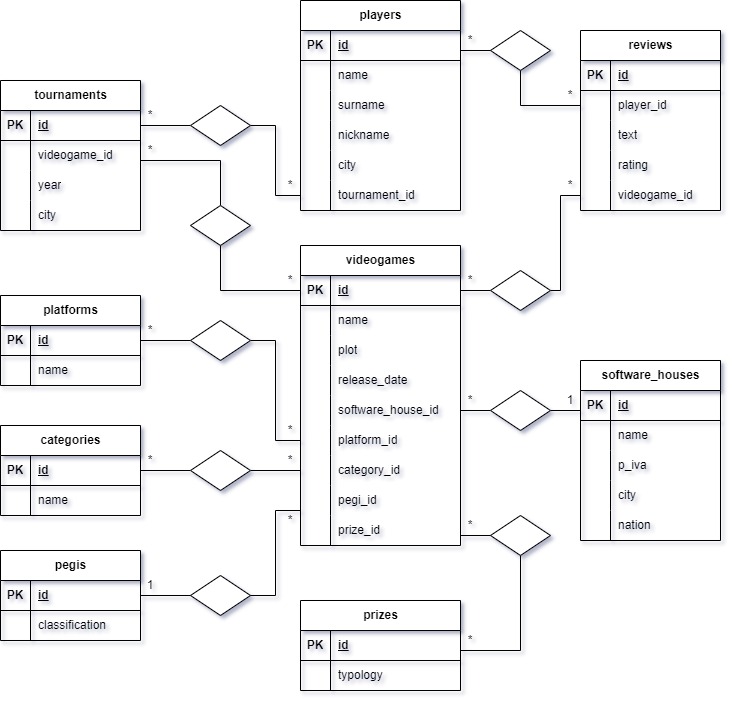 players
PK id
name
surname
nickname
city
tournament_id
*
*
reviews
PK id
player_id
text
rating
videogame_id
*
tournaments
PK id
videogame_id
year
city
*
*
*
*
videogames
PK id
name
plot
release_date
software_house_id
platform_id
category_id
pegi_id
prize_id
*
*
platforms
PK id
name
*
*
software_houses
PK id
name
p_iva
city
nation
*
1
categories
PK id
name
*
*
pegis
PK id
classification
1
*
prizes
PK id
typology
*
*